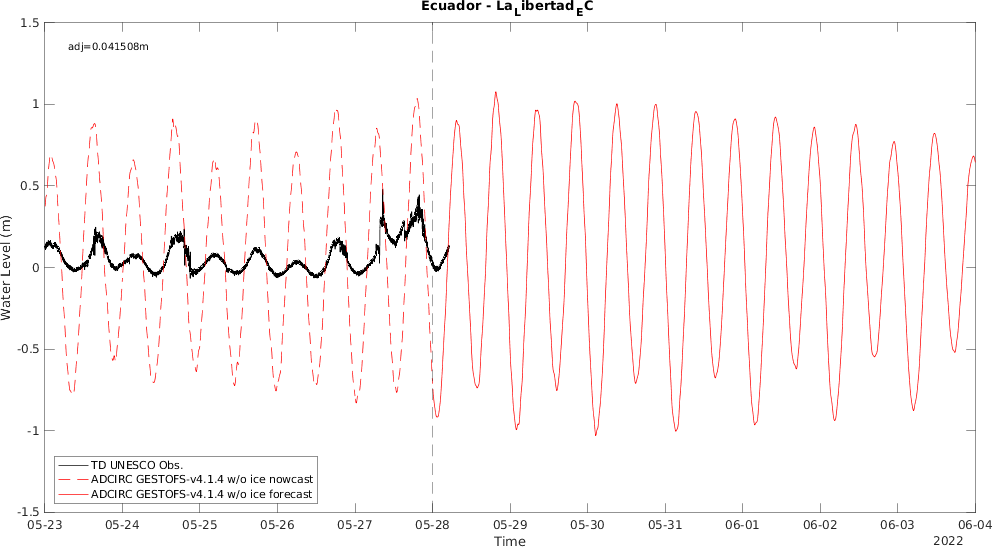 Ecuador - LaLibertadEC
adj=0.041508m
1.5
1
0.5
0
-0.5
-1
-1.5
Water Level (m)
TD UNESCO Obs.
ADCIRC GESTOFS-v4.1.4 w/o ice nowcast
ADCIRC GESTOFS-v4.1.4 w/o ice forecast
05-23 05-24 05-25 05-26 05-27 05-28 05-29 05-30 05-31 06-01 06-02 06-03 06-04
Time
2022